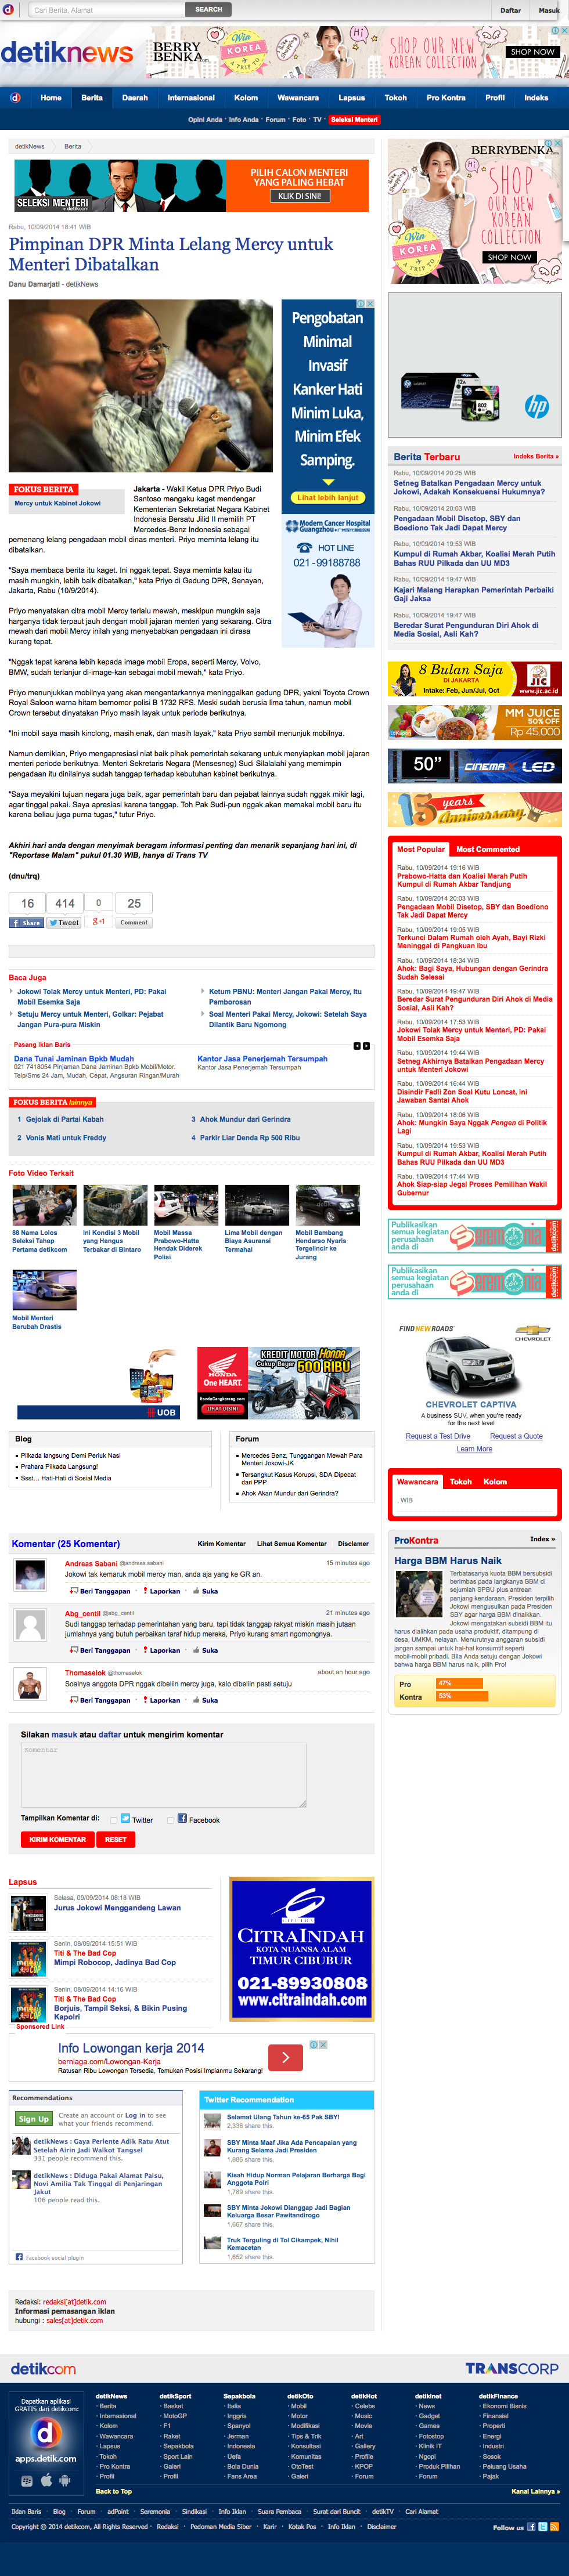 Cari Berita, Alamat
SEARCH
Daftar
Masuk
detiknews
BERRY BENKA.com
Win A TRIP TO KOREA
SHOP OUR NEW KOREAN COLLECTION
SHOP NOW
Home
Berita
Daerah
Internasional
Kolom
Wawancara
Lapsus
Tokoh
Pro Kontra
Profil
Indeks
Opini Anda · Info Anda · Forum · Foto · TV · Seleksi Menteri
detikNews
Berita
SELEKSI MENTERI
PILIH CALON MENTERI
YANG PALING HEBAT
KLIK DI SINI!
Rabu, 10/09/2014 16:41 WIB
Pimpinan DPR Minta Lelang Mercy untuk
Menteri Dibatalkan
Danu Damarjati - detikNews
FOKUS BERITA
Mercy untuk Kabinet Jokowi
Jakarta - Wakil Ketua DPR Priyo Budi
Santoso mengaku kaget mendengar
Kementerian Sekretariat Negara Kabinet
Indonesia Bersatu Jilid II memilih PT
Mercedes-Benz Indonesia sebagai
pemenang lelang pengadaan mobil dinas menteri. Priyo meminta lelang itu
dibatalkan.
"Saya membaca berita itu kaget. Ini nggak tepat. Saya meminta kalau itu
masih mungkin, lebih baik dibatalkan," kata Priyo di Gedung DPR, Senayan,
Jakarta, Rabu (10/9/2014).
Priyo menyatakan citra mobil Mercy terlalu mewah, meskipun mungkin saja
harganya tidak terpaut jauh dengan mobil jajaran menteri yang sekarang. Citra
mewah dari mobil Mercy inilah yang menyebabkan pengadaan ini dirasa
kurang tepat.
"Nggak tepat karena lebih kepada image mobil Eropa, seperti Mercy, Volvo,
BMW, sudah terlanjur di-image-kan sebagai mobil mewah," kata Priyo.
Priyo menunjukkan mobilnya yang akan mengantarkannya meninggalkan gedung DPR, yakni Toyota Crown
Royal Saloon warna hitam bernomor polisi B 1732 RFS. Meski sudah berusia lima tahun, namun mobil
Crown tersebut dinyatakan Priyo masih layak untuk periode berikutnya.
"Ini mobil saya masih kinclong, masih enak, dan masih layak," kata Priyo sambil menunjuk mobilnya.
Namun demikian, Priyo mengapresiasi niat baik pihak pemerintah sekarang untuk menyiapkan mobil jajaran
menteri periode berikutnya. Menteri Sekretaris Negara (Mensesneg) Sudi Silalahi yang memimpin
pengadaan itu dinilainya sudah tanggap terhadap kebutuhan kabinet berikutnya.
"Saya meyakini tujuan negara juga baik, agar pemerintah baru dan pejabat lainnya sudah nggak mikir lagi,
agar tinggal pakai. Saya apresiasi karena tanggap. Toh Pak Sudi-pun nggak akan memakai mobil baru itu
karena beliau juga purna tugas," tutur Priyo.
Akhiri hari anda dengan menyimak beragam informasi penting dan menarik sepanjang hari ini, di
"Reportase Malam" pukul 01.30 WIB, hanya di Trans TV
(dnu/trq)
16
414
0
25
Share
Tweet
+1
Comment
Pengobatan
Minimal
Invasif
Kanker Hati
Minim Luka,
Minim Efek
Samping.
Lihat lebih lanjut
Modern Cancer Hospital
Guangzhou
HOT LINE
021-99188788
Baca Juga
Jokowi Tolak Mercy untuk Menteri, PD: Pakai
Mobil Esemka Saja
Setuju Mercy untuk Menteri, Golkar: Pejabat
Jangan Pura-pura Miskin
Ketum PBNU: Menteri Jangan Pakai Mercy, Itu
Pemborosan
Soal Menteri Pakai Mercy, Jokowi: Setelah Saya
Dilantik Baru Ngomong
Pasang Iklan Baris
Dana Tunai Jaminan Bpkb Mudah
021 7418054 Pinjaman Dana Jaminan Bpkb Mobil/Motor.
Telp/Sms 24 Jam, Mudah, Cepat, Angsuran Ringan/Murah
Kantor Jasa Penerjemah Tersumpah
Kantor Jasa Penerjemah Tersumpah
FOKUS BERITA lainnya
1 Gejolak di Partai Kabah
2 Vonis Mati untuk Freddy
3 Ahok Mundur dari Gerindra
4 Parkir Liar Denda Rp 500 Ribu
Foto Video Terkait
58 Nama Lolos
Seleksi Tahap
Pertama detikcom
Ini Kondisi 3 Mobil
yang Hangus
Terbakar di Bintaro
Mobil Massa
Prabowo-Hatta
Hendak Diderek
Polisi
Lima Mobil dengan
Biaya Asuransi
Termahal
Mobil Bambang
Hendarso Nyaris
Tergelincir ke
Jurang
Mobil Menteri
Berubah Drastis
UOB
HONDA
One HEART.
LIHAT DISINI
KREDIT MOTOR Honda
Cukup Bayar 500 RIBU
Blog
Pilkada langsung Demi Periuk Nasi
Prahara Pilkada Langsung!
Ssst… Hati-Hati di Sosial Media
Forum
Mercedes Benz, Tunggangan Mewah Para
Menteri Jokowi-JK
Tersangkut Kasus Korupsi, SDA Dipecat
dari PPP
Ahok Akan Mundur dari Gerindra?
Komentar (25 Komentar)
Kirim Komentar
Lihat Semua Komentar
Disclamer
Andreas Sabani @andreas.sabani
15 minutes ago
Jokowi tak kemaruk mobil mercy man, anda aja yang ke GR an.
Beri Tanggapan · Laporkan · Suka
Abg_centil @abg_centil
21 minutes ago
Sudi tanggap terhadap pemerintahan yang baru, tapi tidak tanggap rakyat miskin masih jutaan
jumlahnya yang butuh perhatikan taraf hidup mereka, Priyo kurang smart ngomongnya.
Beri Tanggapan · Laporkan · Suka
Thomaselok @thomaselok
about an hour ago
Soalnya anggota DPR nggak dibeliin mercy juga, kalo dibeliin pasti setuju
Beri Tanggapan · Laporkan · Suka
Silakan masuk atau daftar untuk mengirim komentar
Komentar
Tampilkan Komentar di:
Twitter
Facebook
KIRIM KOMENTAR
RESET
Lapsus
Selasa, 09/09/2014 08:18 WIB
Jurus Jokowi Menggandeng Lawan
Senin, 08/09/2014 15:51 WIB
Titi & The Bad Cop
Mimpi Robocop, Jadinya Bad Cop
Senin, 08/09/2014 14:16 WIB
Titi & The Bad Cop
Borjuis, Tampil Seksi, & Bikin Pusing
Kapolri
CITRAINDAH
KOTA NUANSA ALAM
TIMUR CIBUBUR
021-89930808
www.citraindah.com
Sponsored Link
Info Lowongan kerja 2014
berniaga.com/Lowongan-Kerja
Ratusan Ribu Lowongan Tersedia, Temukan Posisi Impianmu Sekarang!
Recommendations
Sign Up
Create an account or Log in to see
what your friends recommend.
detikNews : Gaya Perlente Adik Ratu Atut
Setelah Airin Jadi Walkot Tangsel
331 people recommend this.
detikNews : Diduga Pakai Alamat Palsu,
Novi Amilia Tak Tinggal di Penjaringan
Jakut
106 people read this.
Facebook social plugin
Twitter Recommendation
Selamat Ulang Tahun ke-65 Pak SBY!
2,336 share this.
SBY Minta Maaf Jika Ada Pencapaian yang
Kurang Selama Jadi Presiden
1,886 share this.
Kisah Hidup Norman Pelajaran Berharga Bagi
Anggota Polri
1,789 share this.
SBY Minta Jokowi Dianggap Jadi Bagian
Keluarga Besar Pawitandirogo
1,667 share this.
Truk Terguling di Tol Cikampek, Nihil
Kemacetan
1,652 share this.
Redaksi: redaksi[at]detik.com
Informasi pemasangan iklan
hubungi : sales[at]detik.com
BERRYBENKA.com
Win A TRIP TO KOREA
SHOP
OUR NEW
KOREAN
COLLECTION
SHOP NOW
hp
Berita Terbaru
Indeks Berita »
Rabu, 10/09/2014 20:25 WIB
Setneg Batalkan Pengadaan Mercy untuk
Jokowi, Adakah Konsekuensi Hukumnya?
Rabu, 10/09/2014 20:03 WIB
Pengadaan Mobil Disetop, SBY dan
Boediono Tak Jadi Dapat Mercy
Rabu, 10/09/2014 19:53 WIB
Kumpul di Rumah Akbar, Koalisi Merah Putih
Bahas RUU Pilkada dan UU MD3
Rabu, 10/09/2014 19:47 WIB
Kajari Malang Harapkan Pemerintah Perbaiki
Gaji Jaksa
Rabu, 10/09/2014 19:47 WIB
Beredar Surat Pengunduran Diri Ahok di
Media Sosial, Asli Kah?
8 Bulan Saja
DI JAKARTA
Intake: Feb, Jun/Jul, Oct
JIC
www.jic.ac.id
MM JUICE
50% OFF
Rp 45.000
50" CINEMAX LED
15 years Anniversary
Most Popular
Most Commented
Rabu, 10/09/2014 19:16 WIB
Prabowo-Hatta dan Koalisi Merah Putih
Kumpul di Rumah Akbar Tandjung
Rabu, 10/09/2014 20:03 WIB
Pengadaan Mobil Disetop, SBY dan Boediono
Tak Jadi Dapat Mercy
Rabu, 10/09/2014 19:05 WIB
Terkunci Dalam Rumah oleh Ayah, Bayi Rizki
Meninggal di Pangkuan Ibu
Rabu, 10/09/2014 18:34 WIB
Ahok: Bagi Saya, Hubungan dengan Gerindra
Sudah Selesai
Rabu, 10/09/2014 19:47 WIB
Beredar Surat Pengunduran Diri Ahok di Media
Sosial, Asli Kah?
Rabu, 10/09/2014 17:53 WIB
Jokowi Tolak Mercy untuk Menteri, PD: Pakai
Mobil Esemka Saja
Rabu, 10/09/2014 19:44 WIB
Setneg Akhirnya Batalkan Pengadaan Mercy
untuk Menteri Jokowi
Rabu, 10/09/2014 16:44 WIB
Disindir Fadli Zon Soal Kutu Loncat, ini
Jawaban Santai Ahok
Rabu, 10/09/2014 18:06 WIB
Ahok: Mungkin Saya Nggak Pengen di Politik
Lagi
Rabu, 10/09/2014 19:53 WIB
Kumpul di Rumah Akbar, Koalisi Merah Putih
Bahas RUU Pilkada dan UU MD3
Rabu, 10/09/2014 17:44 WIB
Ahok Siap-siap Jegal Proses Pemilihan Wakil
Gubernur
Publikasikan
semua kegiatan
perusahaan
anda di
detikcom
Publikasikan
semua kegiatan
perusahaan
anda di
detikcom
FIND NEW ROADS
CHEVROLET
CHEVROLET CAPTIVA
A business SUV, when you're ready
for the next level
Request a Test Drive
Request a Quote
Learn More
Wawancara
Tokoh
Kolom
, WIB
ProKontra
Index »
Harga BBM Harus Naik
Terbatasanya kuota BBM bersubsidi
berimbas pada langkanya BBM di
sejumlah SPBU plus antrean
panjang kendaraan. Presiden terpilih
Jokowi mengusulkan pada Presiden
SBY agar harga BBM dinaikkan.
Jokowi mengatakan subsidi BBM itu
harus dialihkan pada usaha produktif, ditampung di
desa, UMKM, nelayan. Menurutnya anggaran subsidi
jangan sampai untuk hal-hal konsumtif seperti
mobil-mobil pribadi. Bila Anda setuju dengan Jokowi
bahwa harga BBM harus naik, pilih Pro!
Pro 47%
Kontra 53%
detikcom
TRANSCORP
Dapatkan aplikasi
GRATIS dari detikcom:
apps.detik.com
detikNews
Berita
Internasional
Kolom
Wawancara
Lapsus
Tokoh
Pro Kontra
Profil
detikSport
Basket
MotoGP
F1
Raket
Sepakbola
Sport Lain
Galeri
Profil
Sepakbola
Italia
Inggris
Spanyol
Jerman
Indonesia
Uefa
Bola Dunia
Fans Area
detikOto
Mobil
Motor
Modifikasi
Tips & Trik
Konsultasi
Komunitas
OtoTest
Galeri
detikHot
Celebs
Music
Movie
Art
Gallery
Profile
KPOP
Forum
detikInet
News
Gadget
Games
Fotostop
Klinik IT
Ngopi
Produk Pilihan
Forum
detikFinance
Ekonomi Bisnis
Finansial
Properti
Energi
Industri
Sosok
Peluang Usaha
Pajak
Back to Top
Kanal Lainnya »
Iklan Baris · Blog · Forum · adPoint · Seremonia · Sindikasi · Info Iklan · Suara Pembaca · Surat dari Buncit · detikTV · Cari Alamat
Copyright © 2014 detikcom, All Rights Reserved · Redaksi · Pedoman Media Siber · Karir · Kotak Pos · Info Iklan · Disclaimer
Follow us